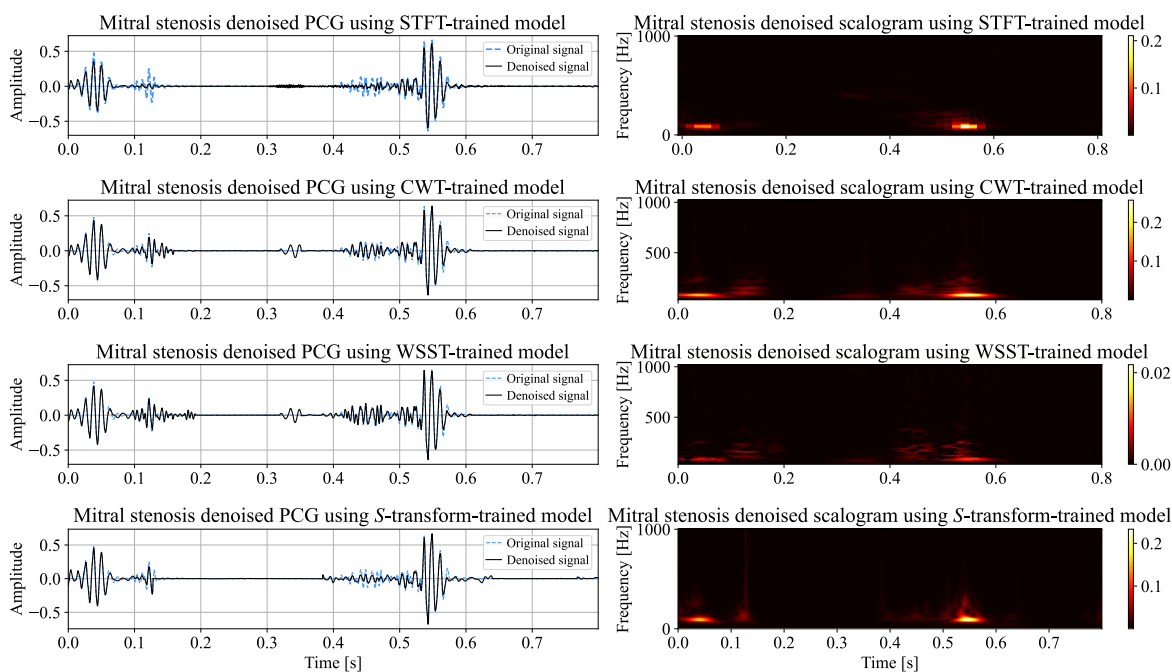 Mitral stenosis denoised PCG using STFT-trained model
Amplitude
0.5
0.0
−0.5
Original signal
Denoised signal
0.0 0.1 0.2 0.3 0.4 0.5 0.6 0.7
Mitral stenosis denoised scalogram using STFT-trained model
Frequency [Hz]
1000
0
0.0 0.2 0.4 0.6 0.8
0.2
0.1
Mitral stenosis denoised PCG using CWT-trained model
Amplitude
0.5
0.0
−0.5
Original signal
Denoised signal
0.0 0.1 0.2 0.3 0.4 0.5 0.6 0.7
Mitral stenosis denoised scalogram using CWT-trained model
Frequency [Hz]
1000
500
0.0 0.2 0.4 0.6 0.8
0.2
0.1
Mitral stenosis denoised PCG using WSST-trained model
Amplitude
0.5
0.0
−0.5
Original signal
Denoised signal
0.0 0.1 0.2 0.3 0.4 0.5 0.6 0.7
Mitral stenosis denoised scalogram using WSST-trained model
Frequency [Hz]
1000
500
0.0 0.2 0.4 0.6 0.8
0.02
0.00
Mitral stenosis denoised PCG using S-transform-trained model
Amplitude
0.5
0.0
−0.5
Original signal
Denoised signal
0.0 0.1 0.2 0.3 0.4 0.5 0.6 0.7
Time [s]
Mitral stenosis denoised scalogram using S-transform-trained model
Frequency [Hz]
1000
0
0.0 0.1 0.2 0.3 0.4 0.5 0.6 0.7
Time [s]
0.2
0.1